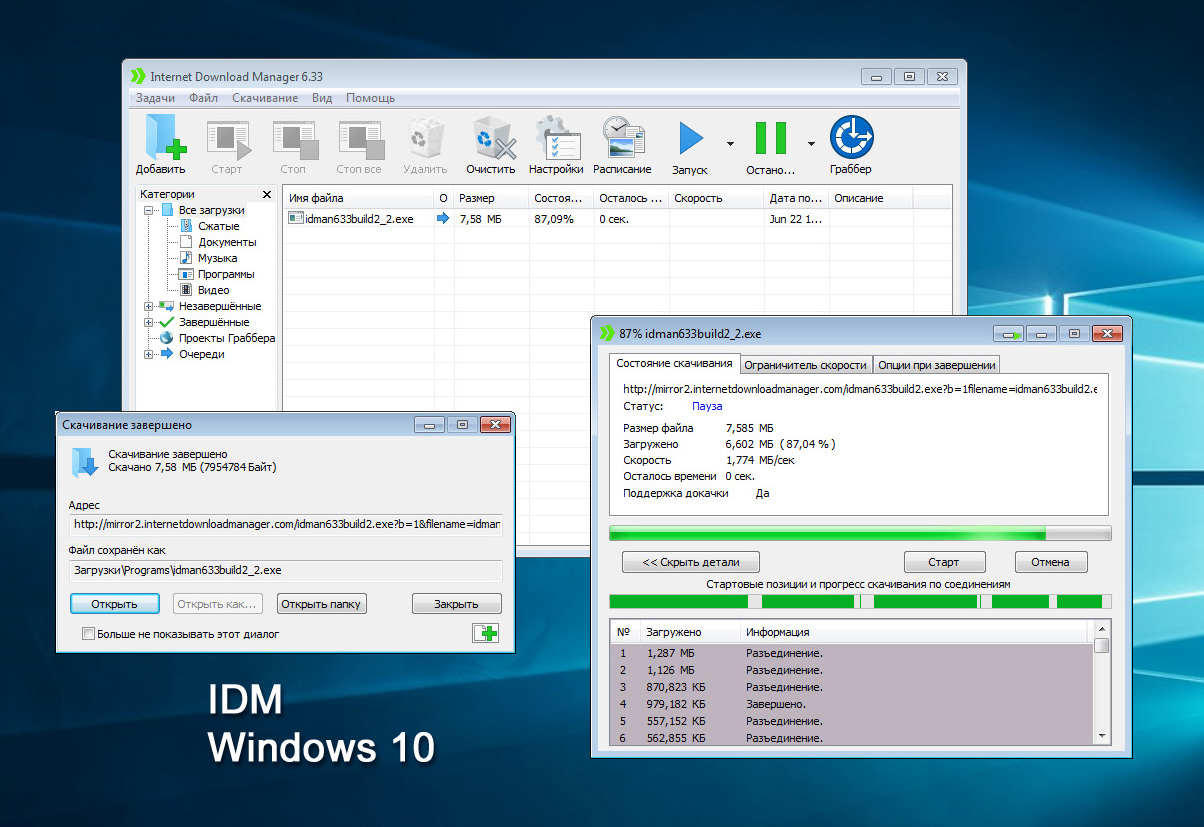 Internet Download Manager 6.33
Задачи Файл Скачивание Вид Помощь
Добавить Старт Стоп Стоп все Удалить Очистить Настройки Расписание Запуск Остано... Граббер
Категории
Все загрузки
Сжатые
Документы
Музыка
Программы
Видео
Незавершённые
Завершённые
Проекты Граббера
Очереди
Имя файла О Размер Состоя... Осталось ... Скорость Дата по... Описание
idman633build2_2.exe 7,58 МБ 87,09% 0 сек. Jun 22 1...
87% idman633build2_2.exe
Состояние скачивания Ограничитель скорости Опции при завершении
http://mirror2.internetdownloadmanager.com/idman633build2.exe?b=1filename=idman633build2.e
Статус: Пауза
Размер файла 7,585 МБ
Загружено 6,602 МБ ( 87,04 % )
Скорость 1,774 МБ/сек
Осталось времени 0 сек.
Поддержка докачки Да
<< Скрыть детали Старт Отмена
Стартовые позиции и прогресс скачивания по соединениям
№ Загружено Информация
1 1,287 МБ Разъединение.
2 1,126 МБ Разъединение.
3 870,823 КБ Разъединение.
4 979,182 КБ Завершено.
5 557,152 КБ Разъединение.
6 562,855 КБ Разъединение.
Скачивание завершено
Скачивание завершено
Скачано 7,58 МБ (7954784 Байт)
Адрес
http://mirror2.internetdownloadmanager.com/idman633build2.exe?b=1&filename=idman
Файл сохранён как
Загрузки\Programs\idman633build2_2.exe
Открыть Открыть как... Открыть папку Закрыть
Больше не показывать этот диалог
IDM
Windows 10